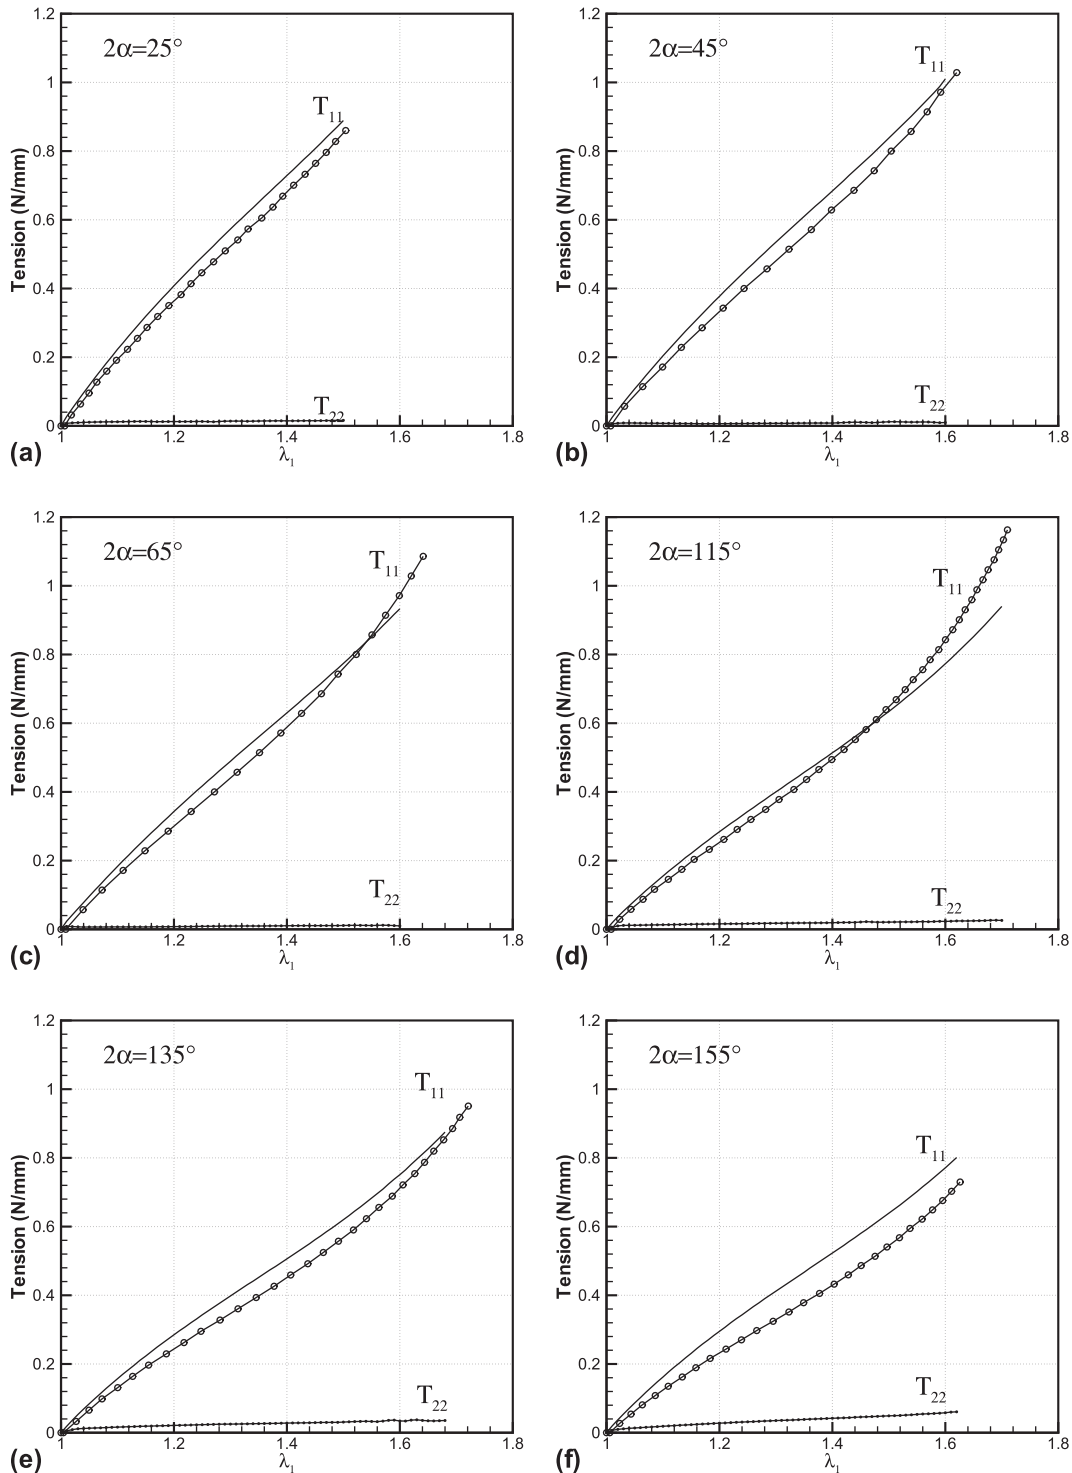 2α=25°
T11
T22
Tension (N/mm)
0
0.2
0.4
0.6
0.8
1
1.2
1
1.2
1.4
1.6
1.8
λ1
(a)
2α=45°
T11
T22
Tension (N/mm)
0
0.2
0.4
0.6
0.8
1
1.2
1
1.2
1.4
1.6
1.8
λ1
(b)
2α=65°
T11
T22
Tension (N/mm)
0
0.2
0.4
0.6
0.8
1
1.2
1
1.2
1.4
1.6
1.8
λ1
(c)
2α=115°
T11
T22
Tension (N/mm)
0
0.2
0.4
0.6
0.8
1
1.2
1
1.2
1.4
1.6
1.8
λ1
(d)
2α=135°
T11
T22
Tension (N/mm)
0
0.2
0.4
0.6
0.8
1
1.2
1
1.2
1.4
1.6
1.8
λ1
(e)
2α=155°
T11
T22
Tension (N/mm)
0
0.2
0.4
0.6
0.8
1
1.2
1
1.2
1.4
1.6
1.8
λ1
(f)